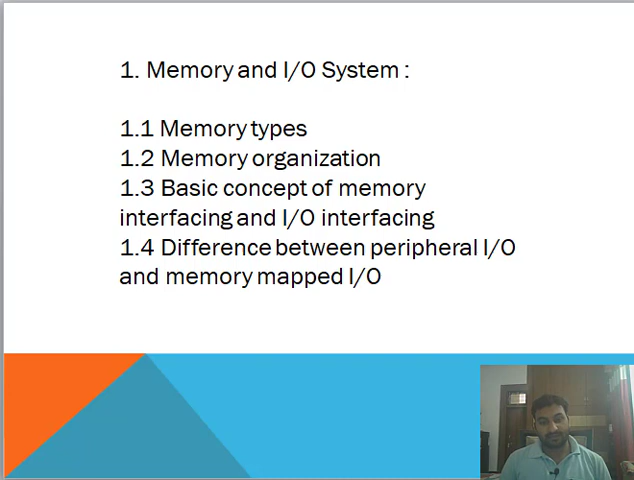 1. Memory and I/O System :
1.1 Memory types
1.2 Memory organization
1.3 Basic concept of memory
interfacing and I/O interfacing
1.4 Difference between peripheral I/O
and memory mapped I/O